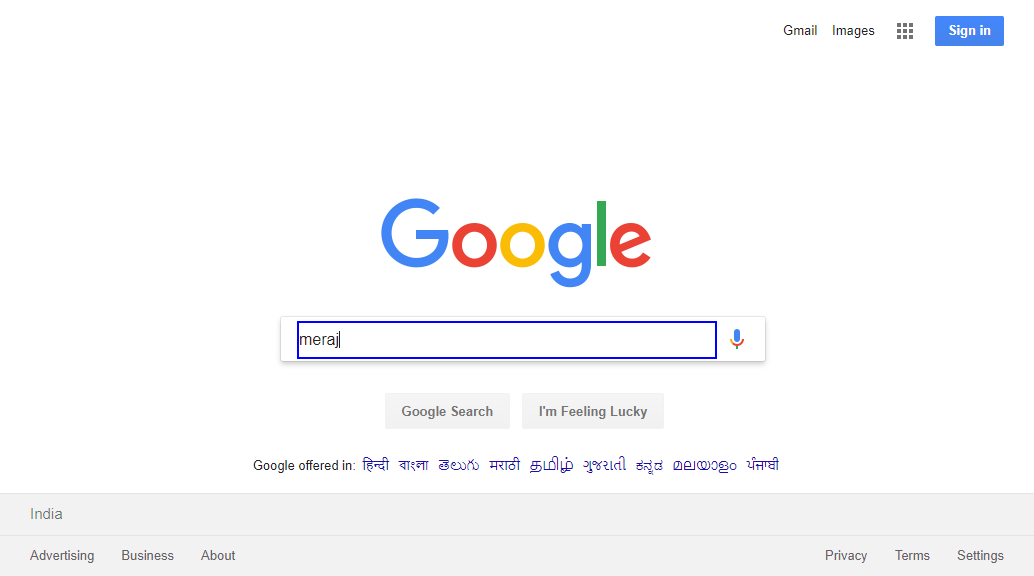 Gmail Images Sign in
Google
meraj
Google Search I'm Feeling Lucky
Google offered in: हिन्दी বাংলা తెలుగు मराठी தமிழ் ગુજરાતી ಕನ್ನಡ മലയാളം ਪੰਜਾਬੀ
India
Advertising Business About Privacy Terms Settings